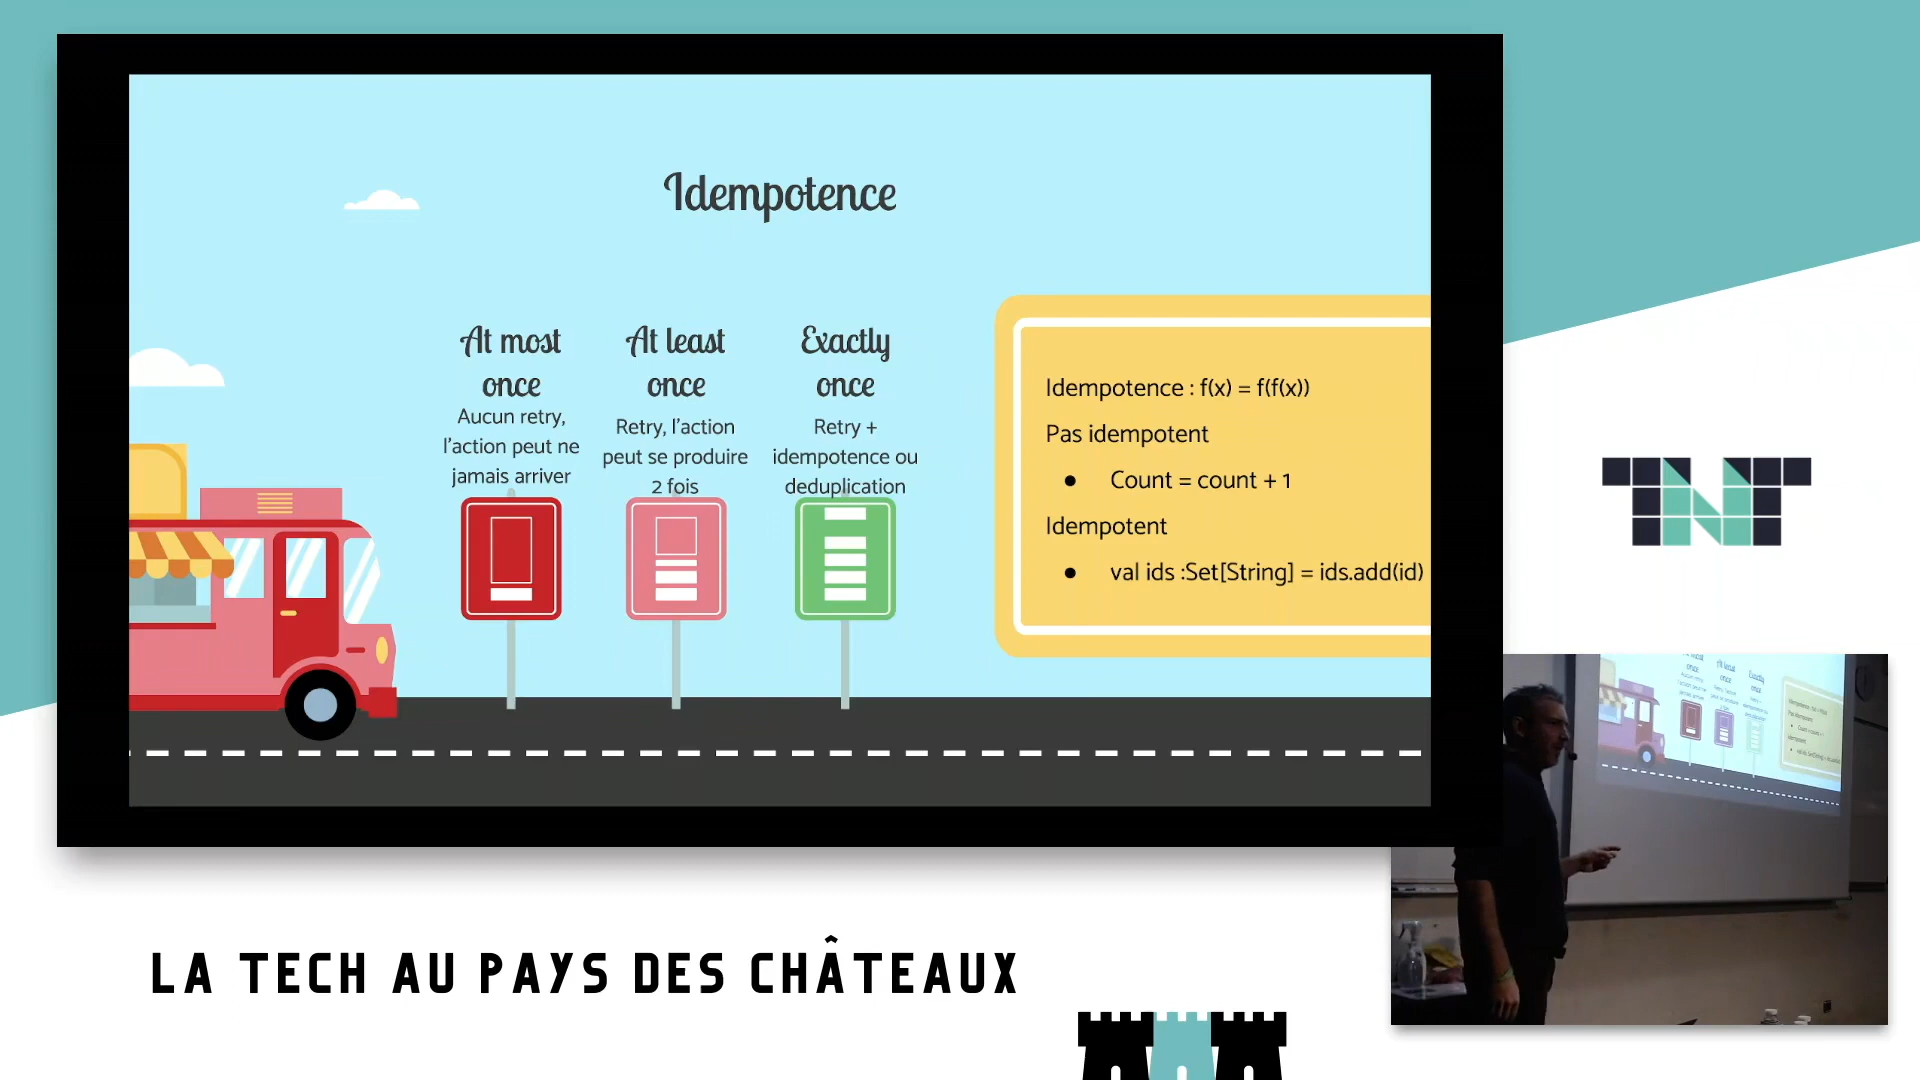 Idempotence
At most
once
Aucun retry,
l'action peut ne
jamais arriver
At least
once
Retry, l'action
peut se produire
2 fois
Exactly
once
Retry +
idempotence ou
deduplication
Idempotence : f(x) = f(f(x))
Pas idempotent
● Count = count + 1
Idempotent
● val ids :Set[String] = ids.add(id)
TNT
LA TECH AU PAYS DES CHÂTEAUX